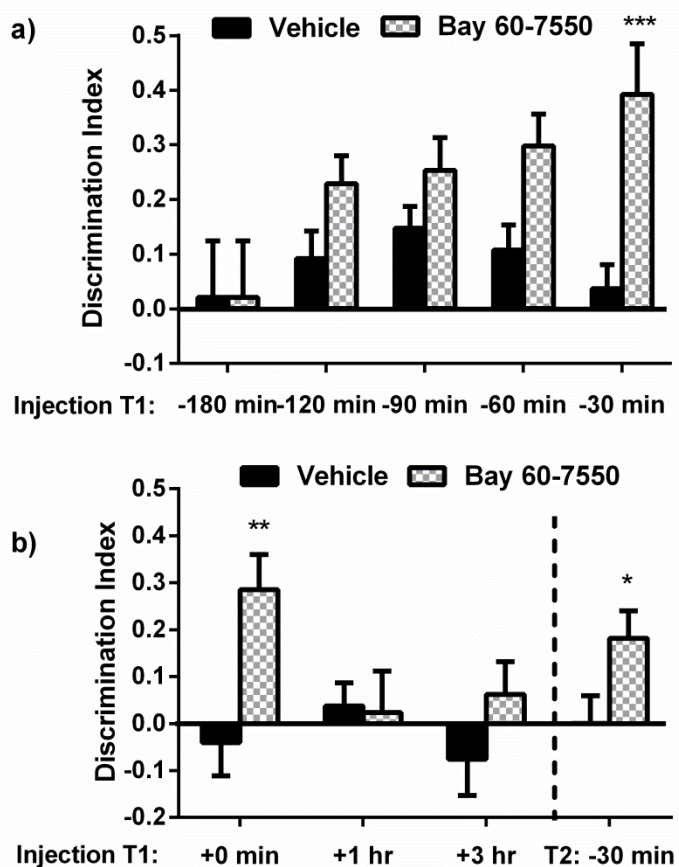 a)
Vehicle Bay 60-7550
***
Discrimination Index
0.5
0.4
0.3
0.2
0.1
0.0
-0.1
Injection T1: -180 min -120 min -90 min -60 min -30 min
b)
Vehicle Bay 60-7550
**
*
Discrimination Index
0.5
0.4
0.3
0.2
0.1
0.0
-0.1
-0.2
Injection T1: +0 min +1 hr +3 hr T2: -30 min